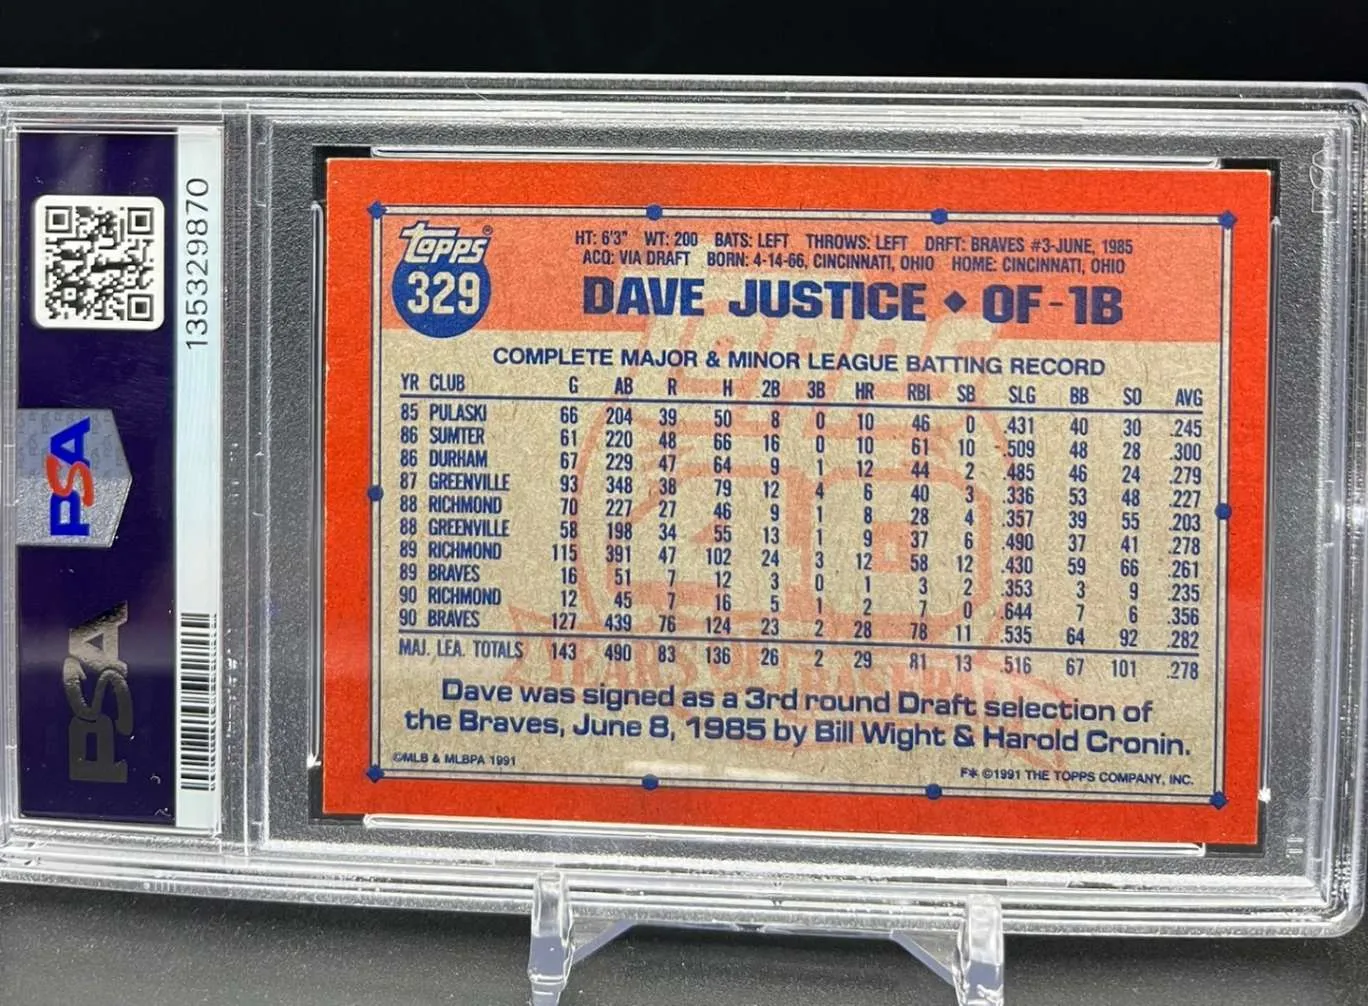 135329870
PSA
PSA
Topps®
329
HT: 6'3" WT: 200 BATS: LEFT THROWS: LEFT DRFT: BRAVES #3-JUNE, 1985
ACQ: VIA DRAFT BORN: 4-14-66, CINCINNATI, OHIO HOME: CINCINNATI, OHIO
DAVE JUSTICE ◆ OF-1B
COMPLETE MAJOR & MINOR LEAGUE BATTING RECORD
YR CLUB G AB R H 2B 3B HR RBI SB SLG BB SO AVG
85 PULASKI 66 204 39 50 8 0 10 46 0 .431 40 30 .245
86 SUMTER 61 220 48 66 16 0 10 61 10 .509 48 28 .300
86 DURHAM 67 229 47 64 9 1 12 44 2 .485 46 24 .279
87 GREENVILLE 93 348 38 79 12 4 6 40 3 .336 53 48 .227
88 RICHMOND 70 227 27 46 9 1 8 28 4 .357 39 55 .203
88 GREENVILLE 58 198 34 55 13 1 9 37 6 .490 37 41 .278
89 RICHMOND 115 391 47 102 24 3 12 58 12 .430 59 66 .261
89 BRAVES 16 51 7 12 3 0 1 3 2 .353 3 9 .235
90 RICHMOND 12 45 7 16 5 1 2 7 0 .644 7 6 .356
90 BRAVES 127 439 76 124 23 2 28 78 11 .535 64 92 .282
MAJ. LEA. TOTALS 143 490 83 136 26 2 29 81 13 .516 67 101 .278
Dave was signed as a 3rd round Draft selection of
the Braves, June 8, 1985 by Bill Wight & Harold Cronin.
©MLB & MLBPA 1991
F* ©1991 THE TOPPS COMPANY, INC.